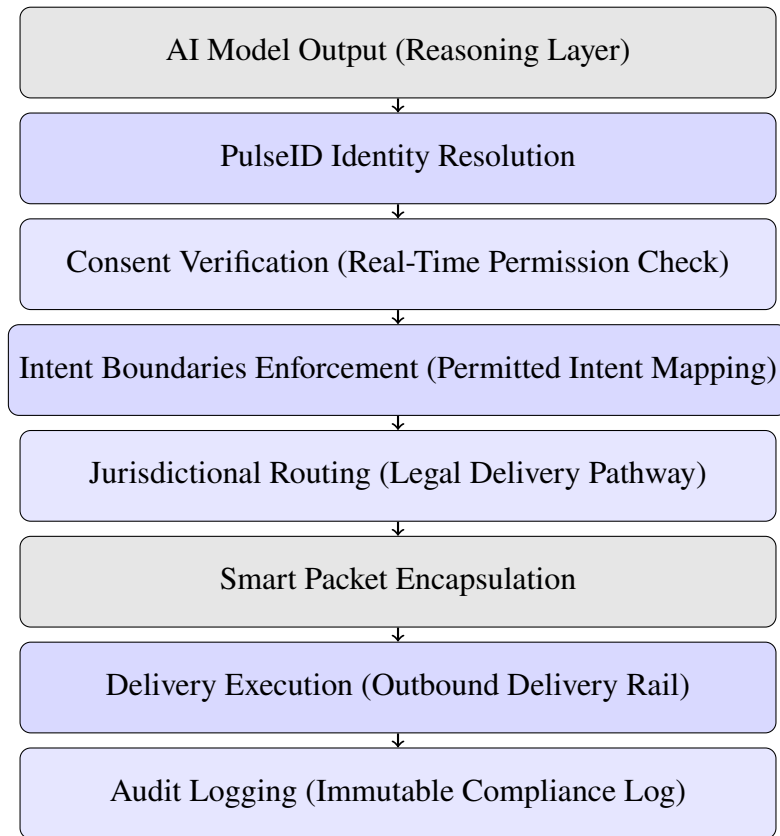 AI Model Output (Reasoning Layer)
PulseID Identity Resolution
Consent Verification (Real-Time Permission Check)
Intent Boundaries Enforcement (Permitted Intent Mapping)
Jurisdictional Routing (Legal Delivery Pathway)
Smart Packet Encapsulation
Delivery Execution (Outbound Delivery Rail)
Audit Logging (Immutable Compliance Log)